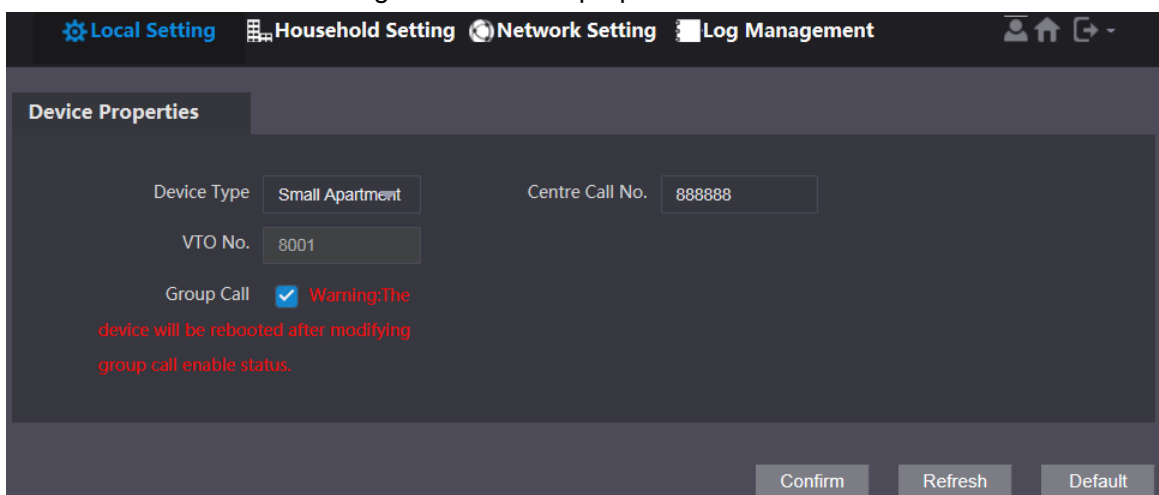 Local Setting Household Setting Network Setting Log Management
Device Properties
Device Type Small Apartment Centre Call No. 888888
VTO No. 8001
Group Call Warning:The
device will be rebooted after modifying
group call enable status.
Confirm Refresh Default